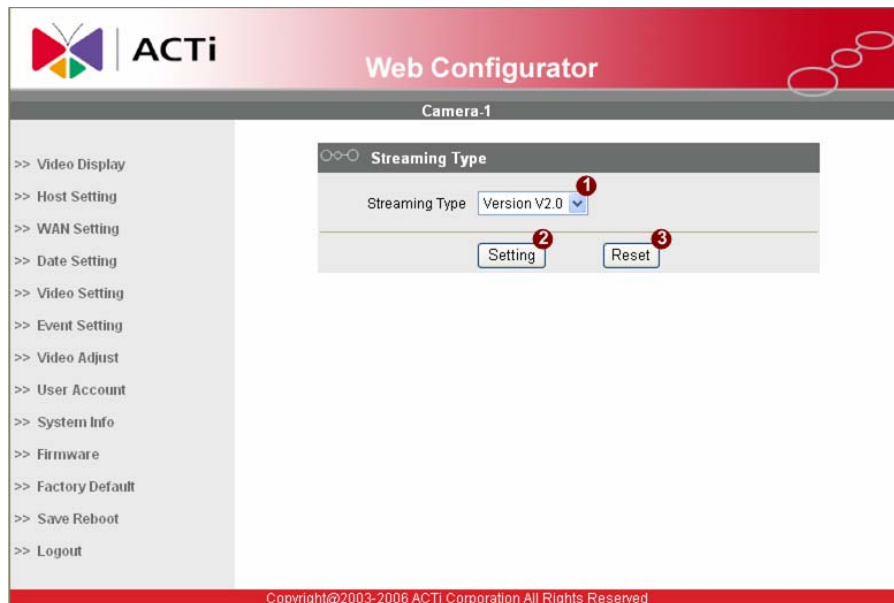 ACTi
Web Configurator
Camera-1
>> Video Display
>> Host Setting
>> WAN Setting
>> Date Setting
>> Video Setting
>> Event Setting
>> Video Adjust
>> User Account
>> System Info
>> Firmware
>> Factory Default
>> Save Reboot
>> Logout
Streaming Type
Streaming Type Version V2.0 1
Setting 2 Reset 3
Copyright@2003-2006 ACTi Corporation All Rights Reserved